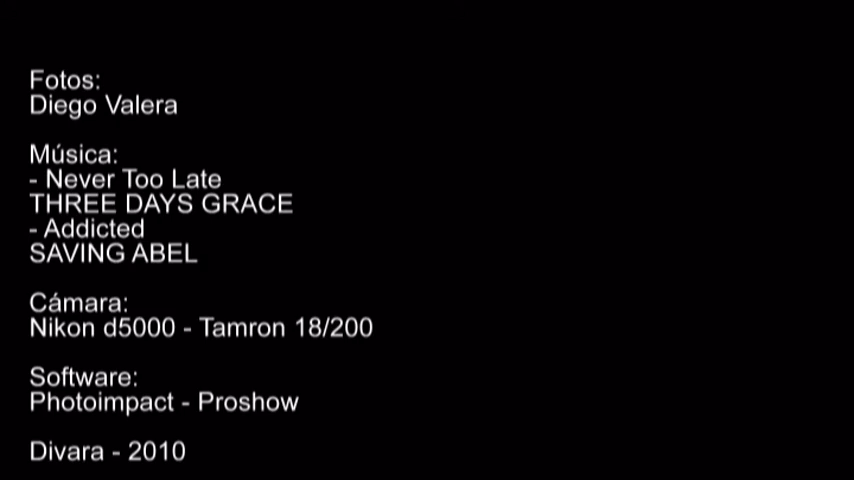 Fotos:
Diego Valera
Música:
- Never Too Late
THREE DAYS GRACE
- Addicted
SAVING ABEL
Cámara:
Nikon d5000 - Tamron 18/200
Software:
Photoimpact - Proshow
Divara - 2010